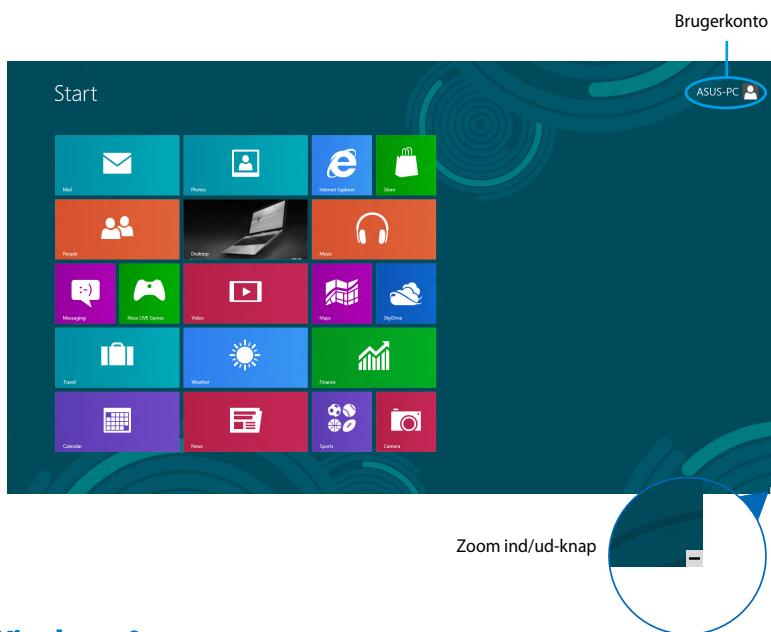 Brugerkonto
Start
ASUS-PC
Mail
Photos
Internet Explorer
Store
People
Desktop
Music
Messaging
Xbox LIVE Games
Video
Maps
SkyDrive
Travel
Weather
Finance
Calendar
News
Sports
Camera
Zoom ind/ud-knap